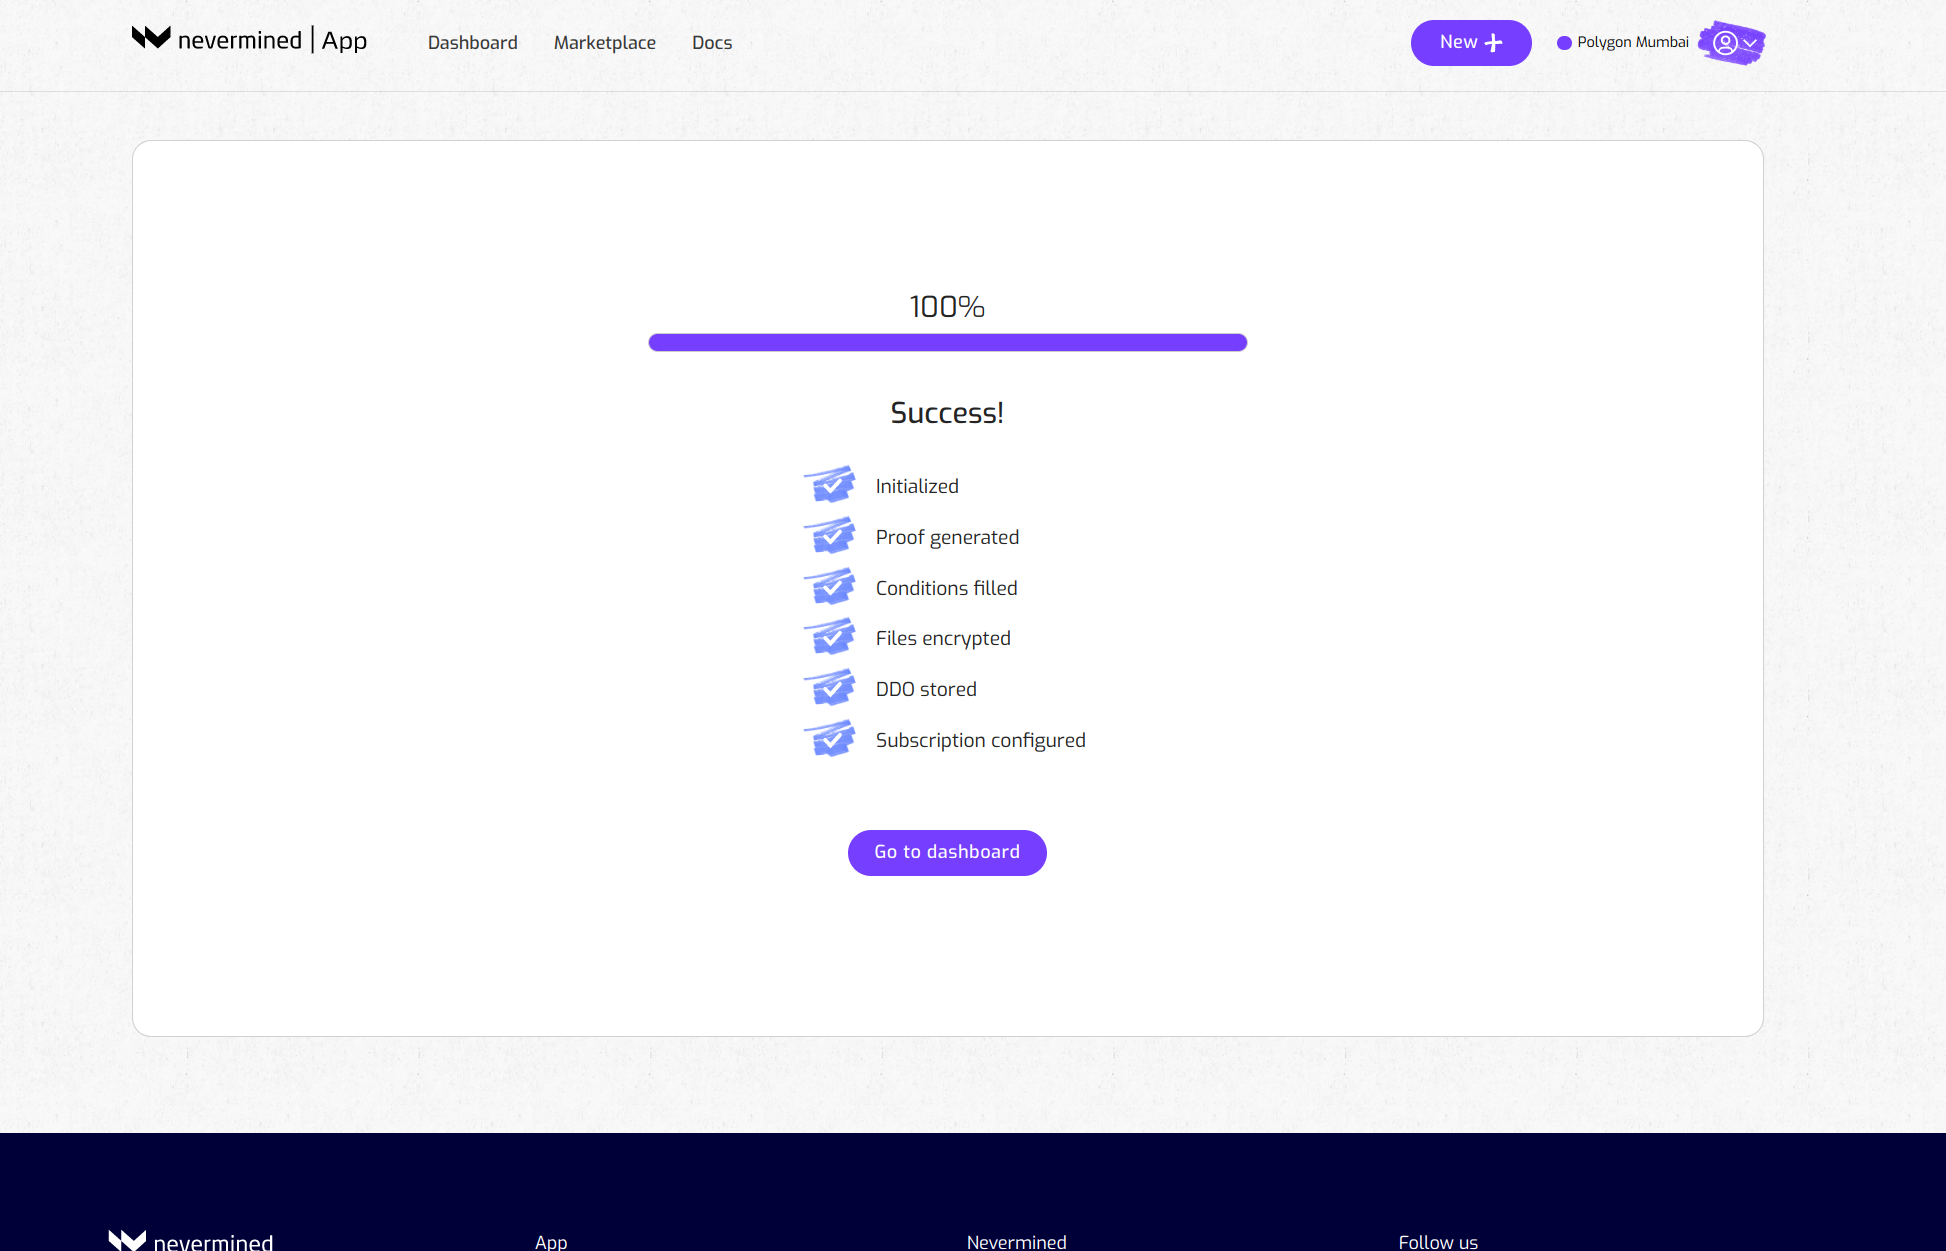 nevermined | App Dashboard Marketplace Docs New Polygon Mumbai
100%
Success!
Initialized
Proof generated
Conditions filled
Files encrypted
DDO stored
Subscription configured
Go to dashboard
nevermined App Nevermined Follow us